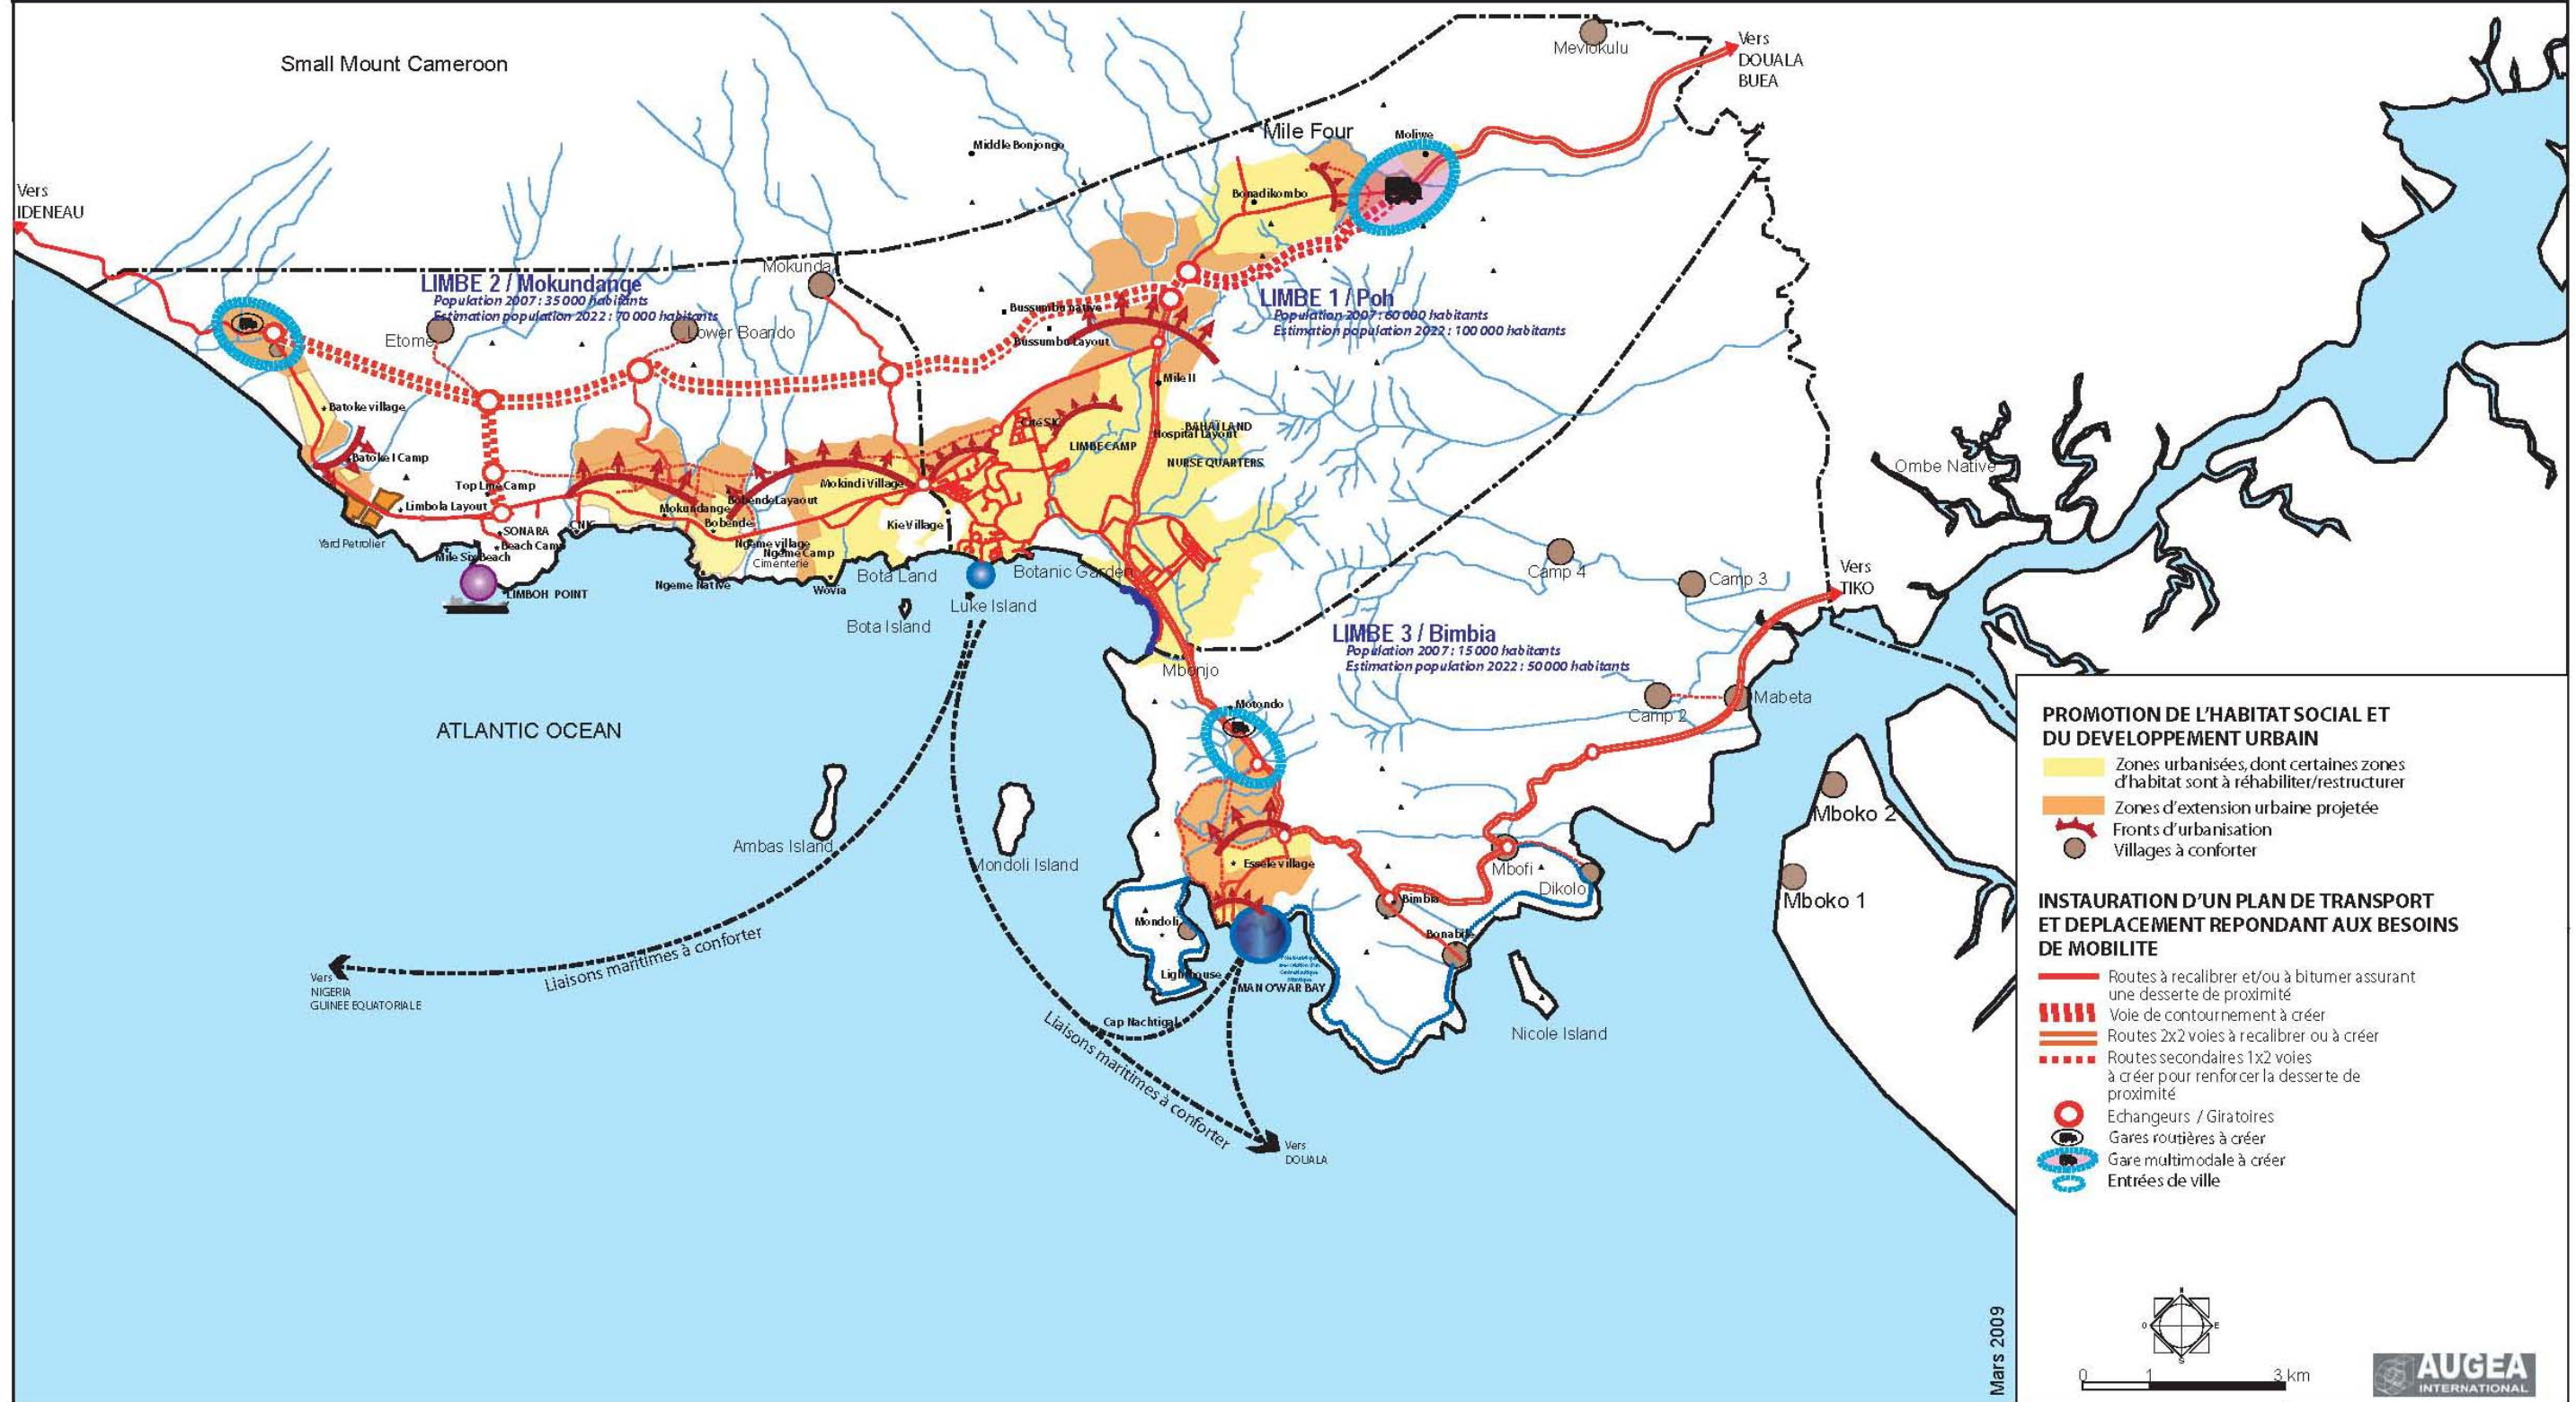 Small Mount Cameroon
Mevlokulu
Vers
DOUALA
BUEA
Mile Four
Moliwe
Middle Bonjongo
Bonadikombo
Vers
IDENEAU
Mokunda
LIMBE 2 / Mokundange
Population 2007 : 35 000 habitants
Estimation population 2022 : 70 000 habitants
Etome
Lower Boando
Bussumbu native
Bussumbu Layout
LIMBE 1 / Poh
Population 2007 : 60 000 habitants
Estimation population 2022 : 100 000 habitants
Mile II
Batoke village
Cité SIC
LIMBE CAMP
BAHAI LAND
Hospital Layout
NURSE QUARTERS
Batoke I Camp
Top Line Camp
Limbola Layout
Mokindi Village
Bobende Layaout
Mokundange
Bobende
Kie Village
SONARA
CNIC
Beach Camp
Yard Petrolier
Mile Six Beach
Ngeme village
Ngeme Camp
Cimenterie
Ngeme Native
Wovia
Bota Land
Botanic Garden
LIMBOH POINT
Luke Island
Bota Island
Ombe Native
Camp 4
Camp 3
Vers
TIKO
LIMBE 3 / Bimbia
Population 2007 : 15 000 habitants
Estimation population 2022 : 50 000 habitants
Mbonjo
Motondo
Camp 2
Mabeta
ATLANTIC OCEAN
Ambas Island
Mondoli Island
Essele village
Mbofi
Dikolo
Bimbia
Mboko 2
Mboko 1
Mondoli
Lighthouse
MAN O'WAR BAY
Cap Nachtigal
Nicole Island
Liaisons maritimes à conforter
Vers
NIGERIA
GUINEE EQUATORIALE
Liaisons maritimes à conforter
Vers
DOUALA
PROMOTION DE L'HABITAT SOCIAL ET
DU DEVELOPPEMENT URBAIN
Zones urbanisées, dont certaines zones
d'habitat sont à réhabiliter/restructurer
Zones d'extension urbaine projetée
Fronts d'urbanisation
Villages à conforter
INSTAURATION D'UN PLAN DE TRANSPORT
ET DEPLACEMENT REPONDANT AUX BESOINS
DE MOBILITE
Routes à recalibrer et/ou à bitumer assurant
une desserte de proximité
Voie de contournement à créer
Routes 2x2 voies à recalibrer ou à créer
Routes secondaires 1x2 voies
à créer pour renforcer la desserte de
proximité
Echangeurs / Giratoires
Gares routières à créer
Gare multimodale à créer
Entrées de ville
N
O E
S
0 1 3 km
Mars 2009
AUGEA
INTERNATIONAL